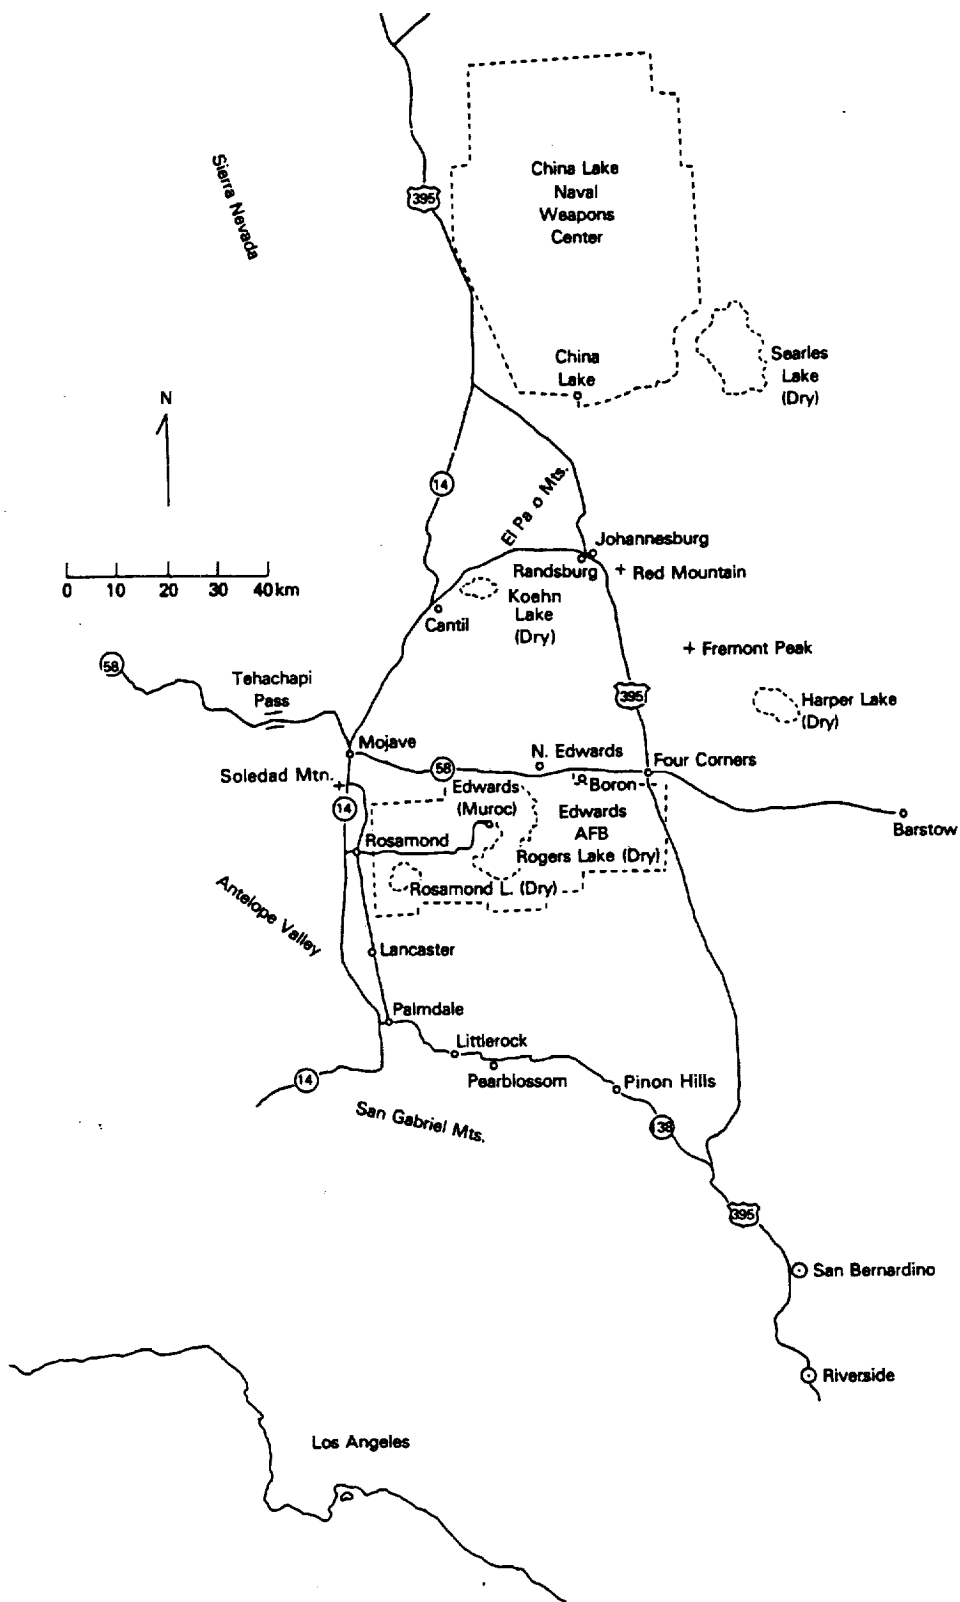 395
China Lake
Naval
Weapons
Center
Sierra Nevada
China
Lake
Searles
Lake
(Dry)
N
14
El Pa o Mts.
Johannesburg
Randsburg
Red Mountain
0 10 20 30 40 km
Koehn
Lake
(Dry)
Cantil
58
Fremont Peak
Tehachapi
Pass
395
Harper Lake
(Dry)
Mojave
N. Edwards
Four Corners
58
Soledad Mtn.
Edwards
(Muroc)
Boron
14
Edwards
AFB
Barstow
Rosamond
Rogers Lake (Dry)
Rosamond L. (Dry)
Antelope Valley
Lancaster
Palmdale
Littlerock
Pearblossom
14
Pinon Hills
San Gabriel Mts.
138
395
San Bernardino
Riverside
Los Angeles